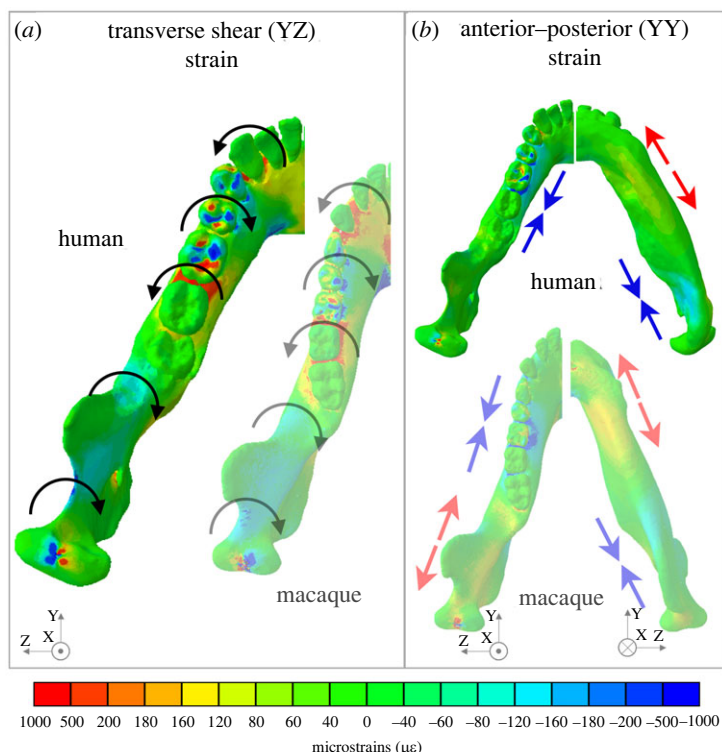 (a)
transverse shear (YZ)
strain
human
macaque
Y
Z
X
(b)
anterior–posterior (YY)
strain
human
macaque
Y
Z
X
Y
X
Z
1000 500 200 180 160 120 80 60 40 0 –40 –60 –80 –120 –160 –180 –200 –500 –1000
microstrains (µε)